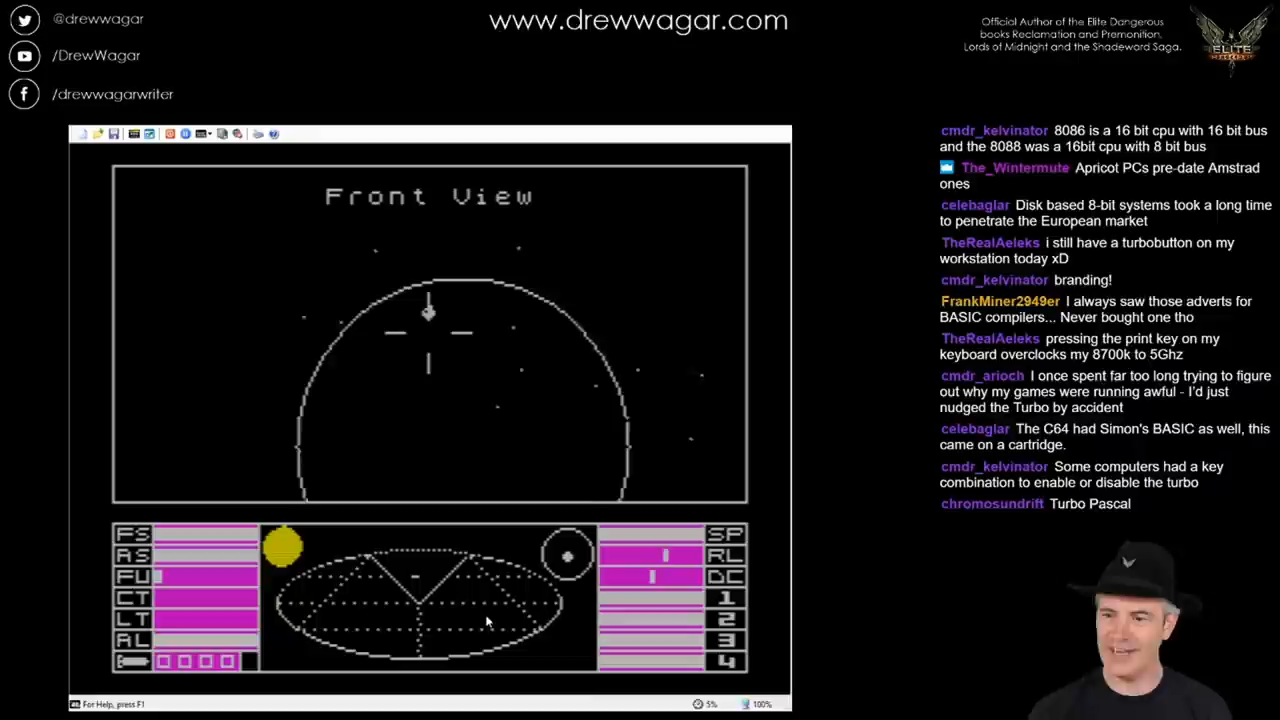 @drewwagar
/DrewWagar
/drewwagarwriter
www.drewwagar.com
Official Author of the Elite Dangerous
books Reclamation and Premonition,
Lords of Midnight and the Shadeward Saga.
ELITE
Front View
FS
AS
FU
CT
LT
AL
SP
RL
DC
1
2
3
4
For Help, press F1
5%
100%
cmdr_kelvinator 8086 is a 16 bit cpu with 16 bit bus
and the 8088 was a 16bit cpu with 8 bit bus
The_Wintermute Apricot PCs pre-date Amstrad
ones
celebaglar Disk based 8-bit systems took a long time
to penetrate the European market
TheRealAeleks i still have a turbobutton on my
workstation today xD
cmdr_kelvinator branding!
FrankMiner2949er I always saw those adverts for
BASIC compilers... Never bought one tho
TheRealAeleks pressing the print key on my
keyboard overclocks my 8700k to 5Ghz
cmdr_arioch I once spent far too long trying to figure
out why my games were running awful - I'd just
nudged the Turbo by accident
celebaglar The C64 had Simon's BASIC as well, this
came on a cartridge.
cmdr_kelvinator Some computers had a key
combination to enable or disable the turbo
chromosundrift Turbo Pascal